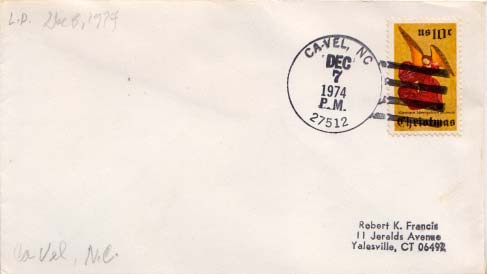 L.D. Dec 8, 1974
US 10c
CA-VEL, NC
DEC
7
1974
P.M.
27512
Christmas
Robert K. Francis
11 Jeralds Avenue
Yalesville, CT 06492
Ca Vel, N.C.